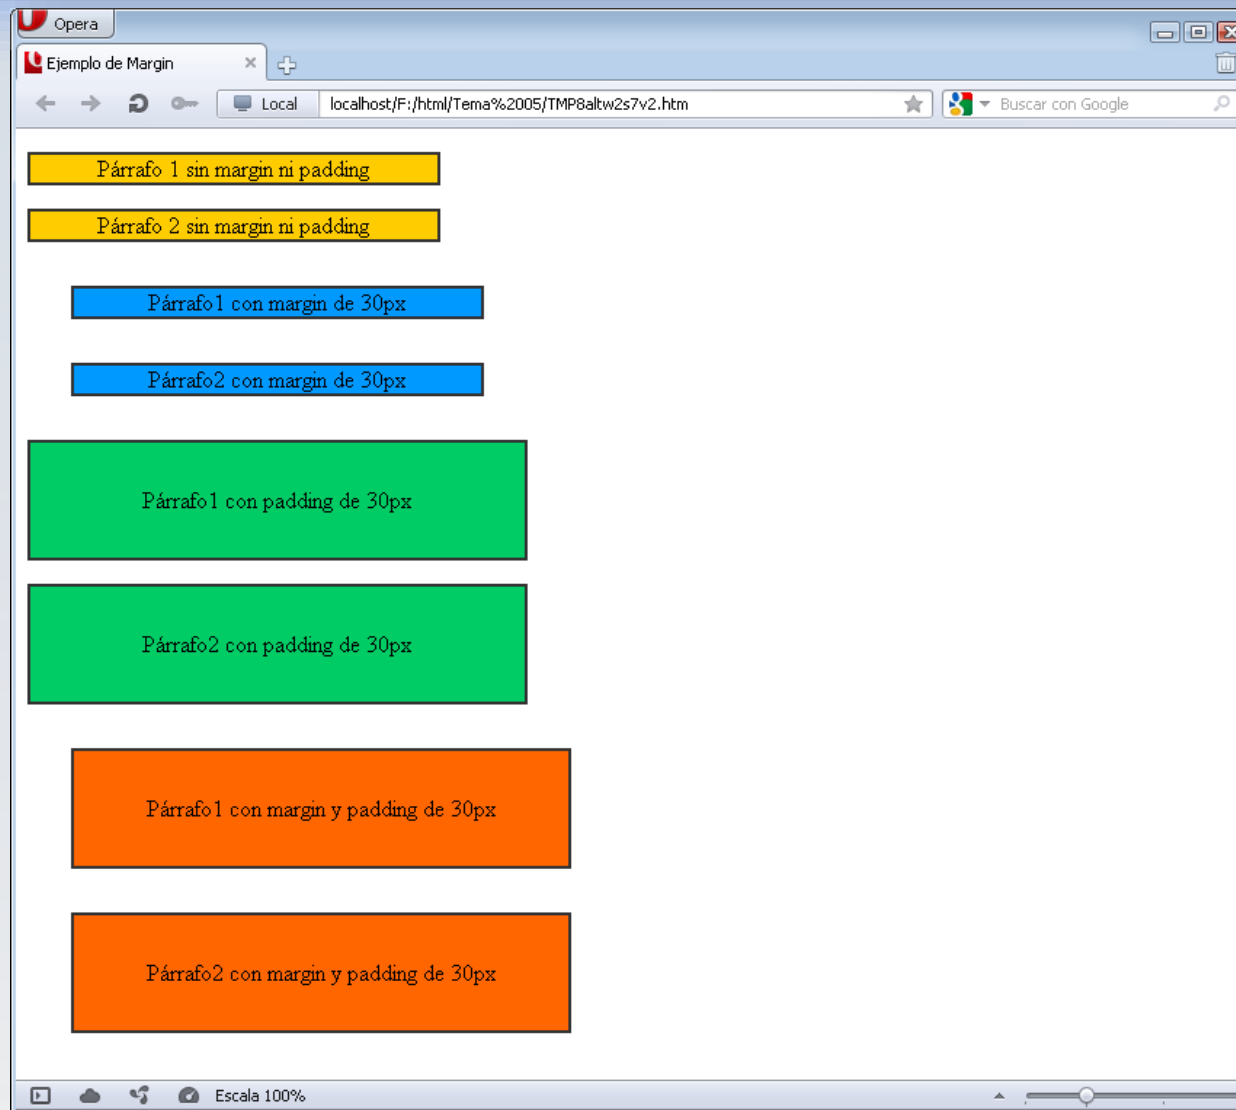 Opera
Ejemplo de Margin
Local
localhost/F:/html/Tema%2005/TMP8altw2s7v2.htm
Buscar con Google
Párrafo 1 sin margin ni padding
Párrafo 2 sin margin ni padding
Párrafo1 con margin de 30px
Párrafo2 con margin de 30px
Párrafo1 con padding de 30px
Párrafo2 con padding de 30px
Párrafo1 con margin y padding de 30px
Párrafo2 con margin y padding de 30px
Escala 100%